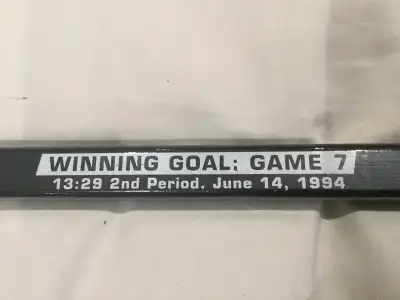 WINNING GOAL: GAME 7
13:29 2nd Period. June 14, 1994